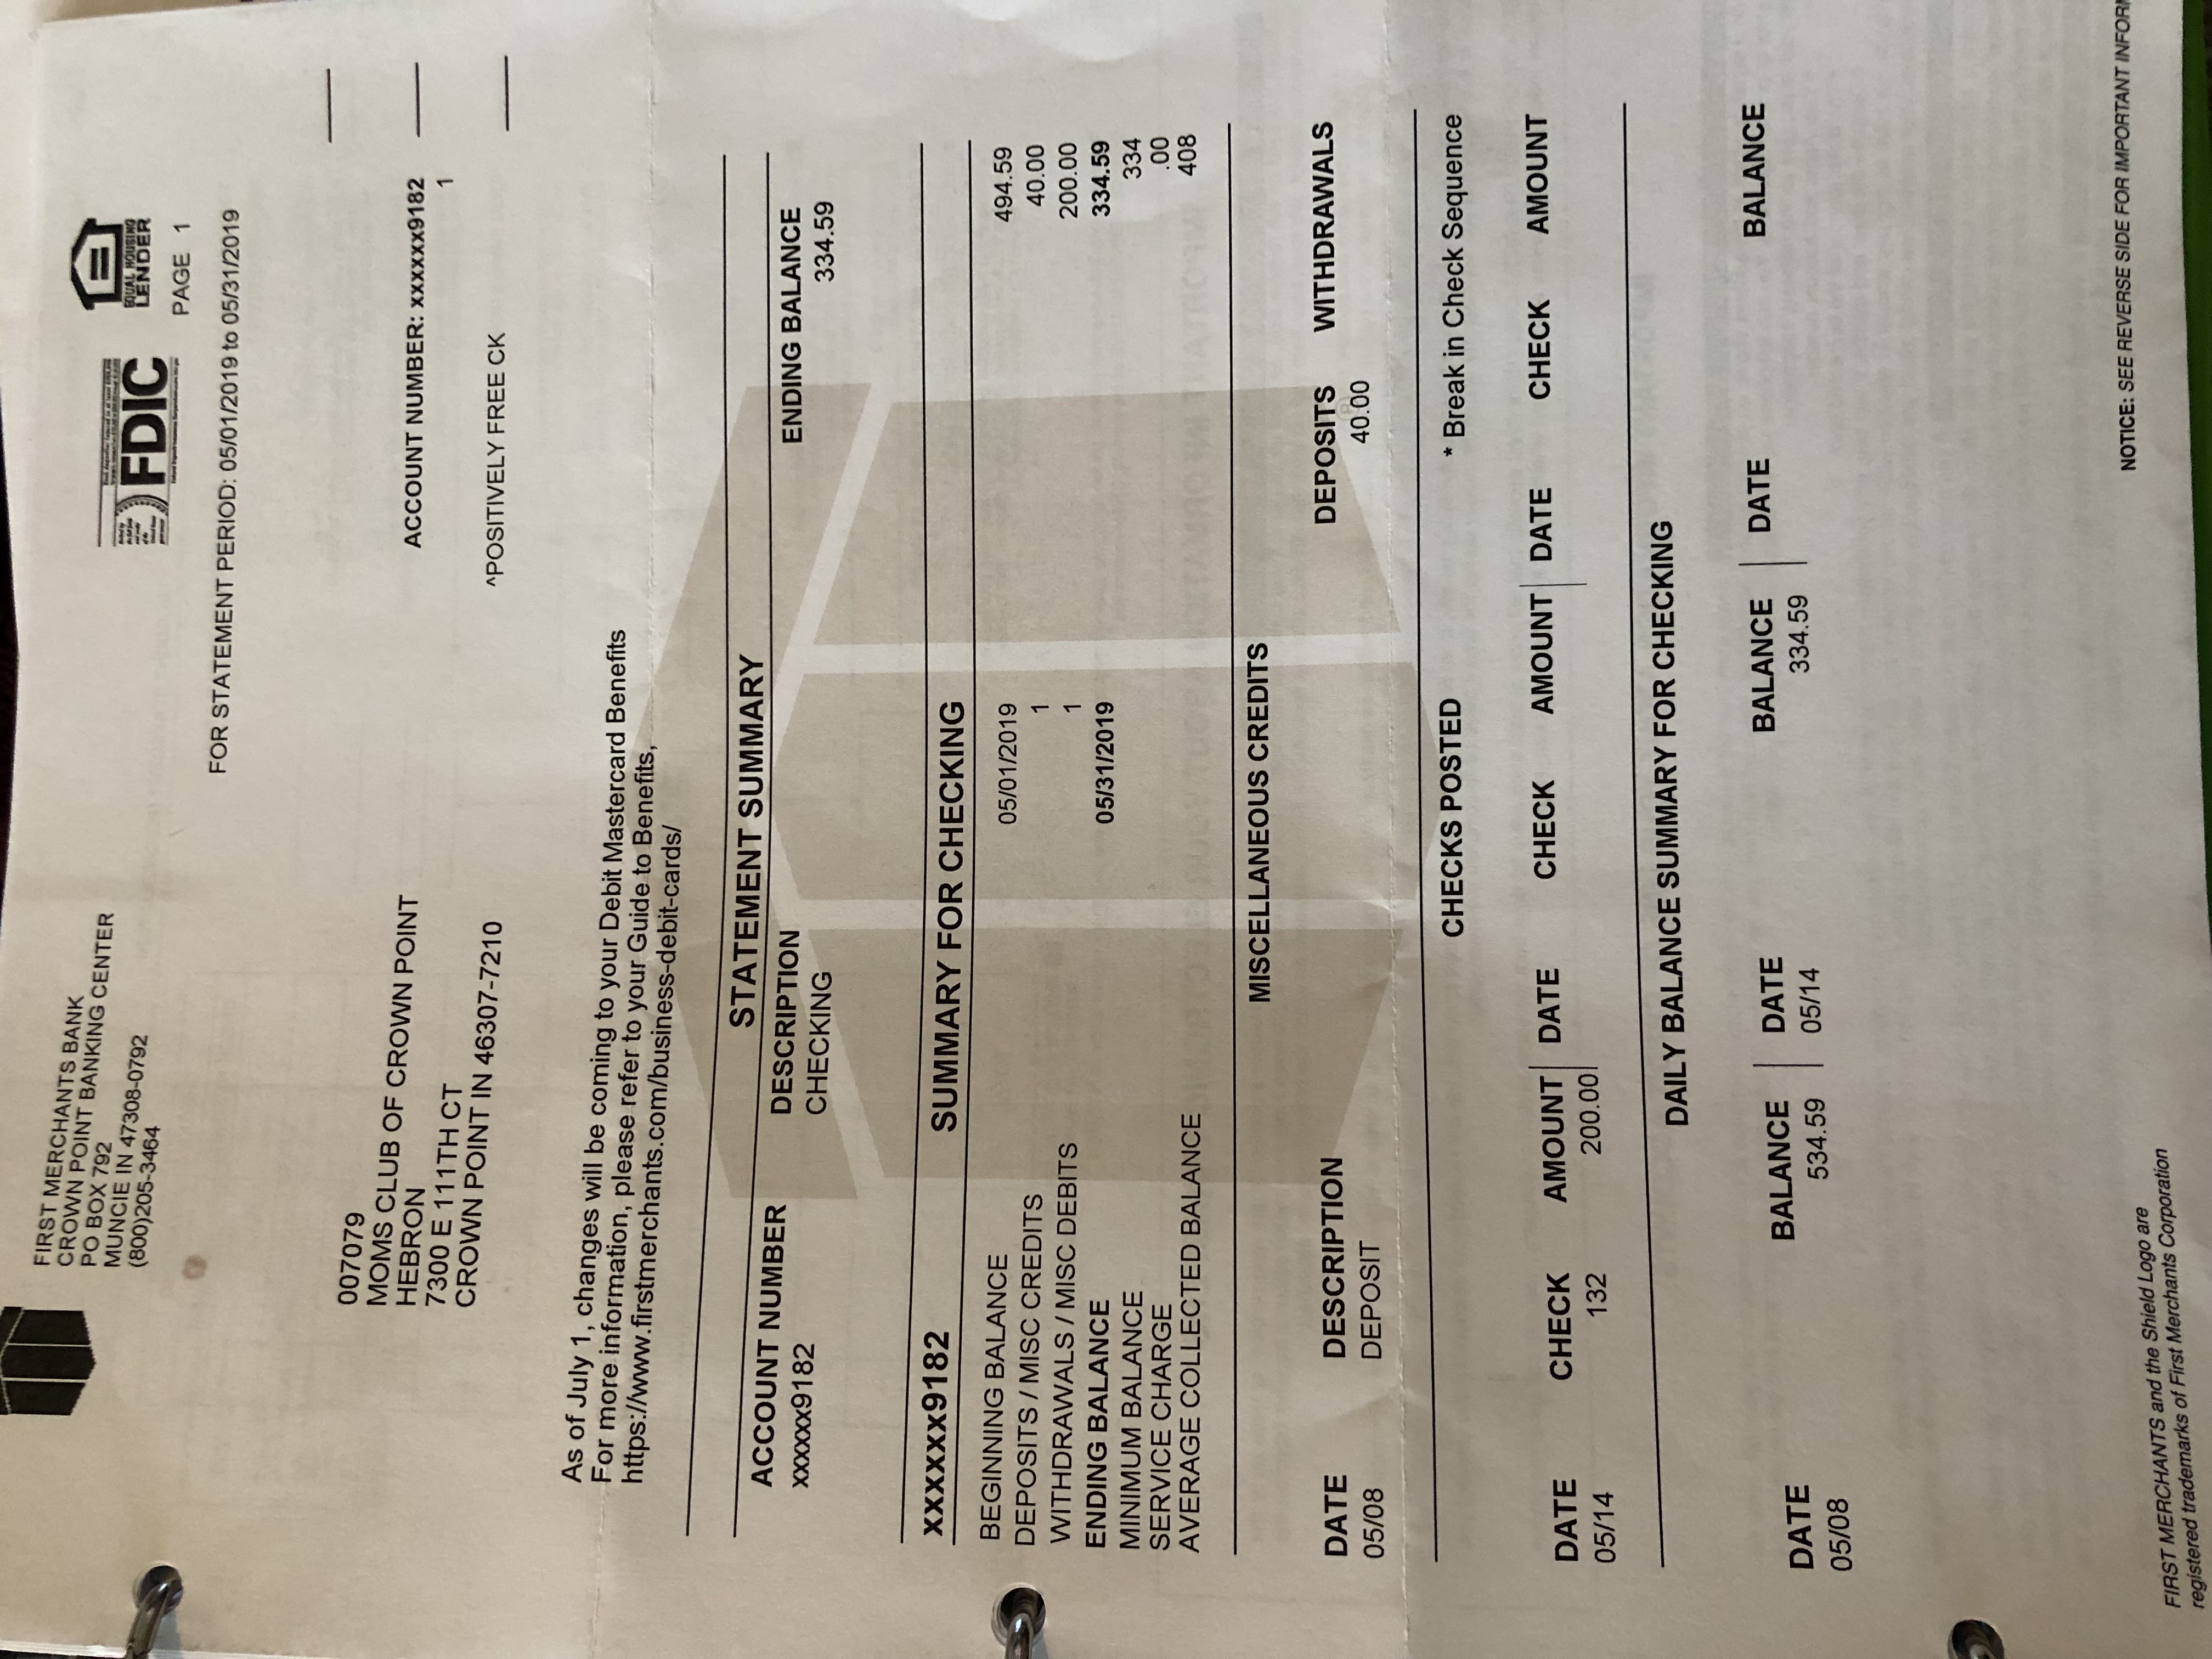 FIRST MERCHANTS BANK
CROWN POINT BANKING CENTER
PO BOX 792
MUNCIE IN 47308-0792
(800)205-3464
FDIC
EQUAL HOUSING
LENDER
PAGE 1
FOR STATEMENT PERIOD: 05/01/2019 to 05/31/2019
007079
MOMS CLUB OF CROWN POINT
HEBRON
7300 E 111TH CT
CROWN POINT IN 46307-7210
ACCOUNT NUMBER: xxxxxx9182
1
^POSITIVELY FREE CK
As of July 1, changes will be coming to your Debit Mastercard Benefits
For more information, please refer to your Guide to Benefits,
https://www.firstmerchants.com/business-debit-cards/
STATEMENT SUMMARY
ACCOUNT NUMBER DESCRIPTION ENDING BALANCE
xxxxxx9182 CHECKING 334.59
xxxxxx9182 SUMMARY FOR CHECKING
BEGINNING BALANCE 05/01/2019 494.59
DEPOSITS / MISC CREDITS 1 40.00
WITHDRAWALS / MISC DEBITS 1 200.00
ENDING BALANCE 05/31/2019 334.59
MINIMUM BALANCE 334
SERVICE CHARGE .00
AVERAGE COLLECTED BALANCE 408
MISCELLANEOUS CREDITS
DATE DESCRIPTION DEPOSITS WITHDRAWALS
05/08 DEPOSIT 40.00
CHECKS POSTED * Break in Check Sequence
DATE CHECK AMOUNT DATE CHECK AMOUNT DATE CHECK AMOUNT
05/14 132 200.00
DAILY BALANCE SUMMARY FOR CHECKING
DATE BALANCE DATE BALANCE DATE BALANCE
05/08 534.59 05/14 334.59
NOTICE: SEE REVERSE SIDE FOR IMPORTANT INFOR
FIRST MERCHANTS and the Shield Logo are
registered trademarks of First Merchants Corporation